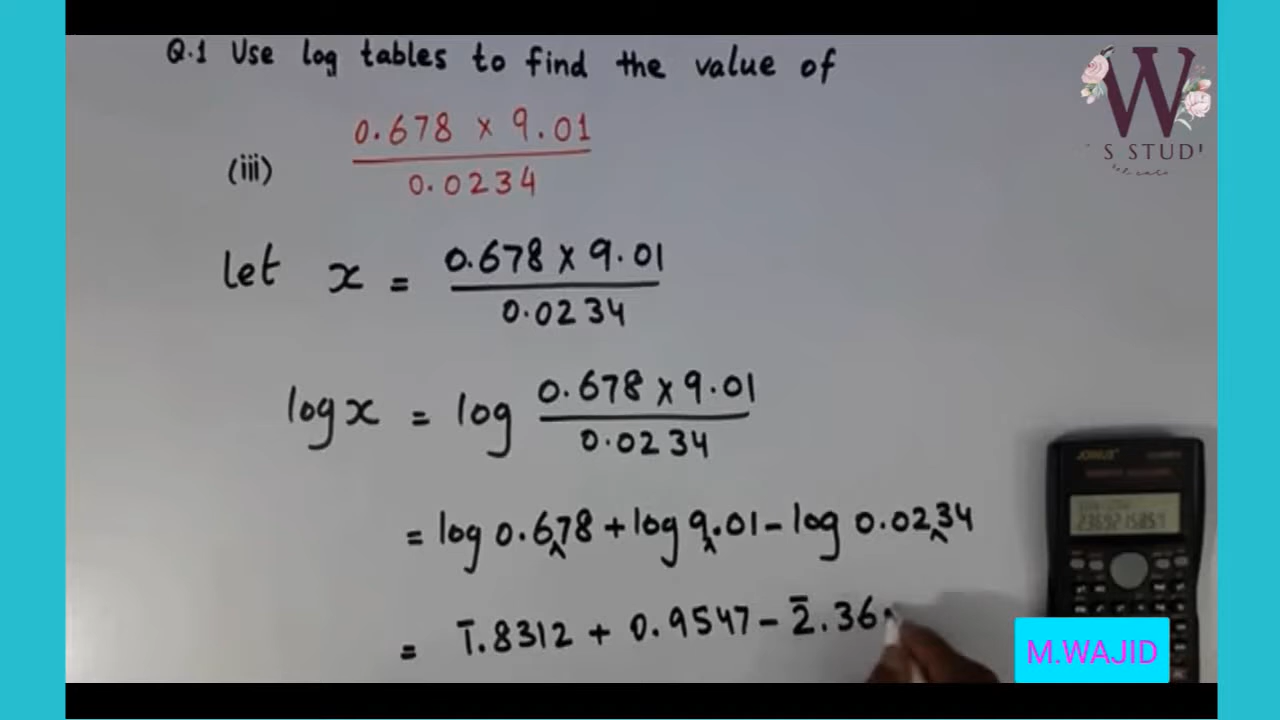 Q.1 Use log tables to find the value of
(iii) 0.678 × 9.01
0.0234
W
S STUDI
let x = 0.678 × 9.01
0.0234
log x = log 0.678 × 9.01
0.0234
= log 0.678 + log 9.01 - log 0.0234
= 1̄.8312 + 0.9547 - 2̄.36
M.WAJID